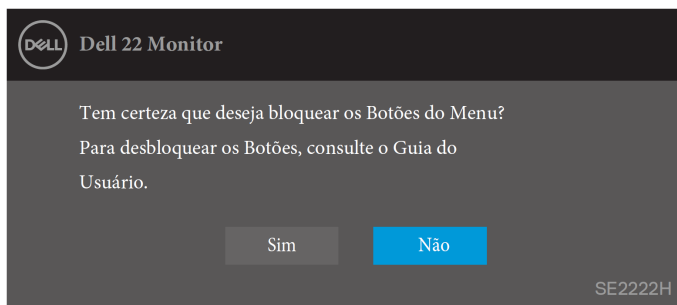 DELL Dell 22 Monitor
Tem certeza que deseja bloquear os Botões do Menu?
Para desbloquear os Botões, consulte o Guia do
Usuário.
Sim Não
SE2222H